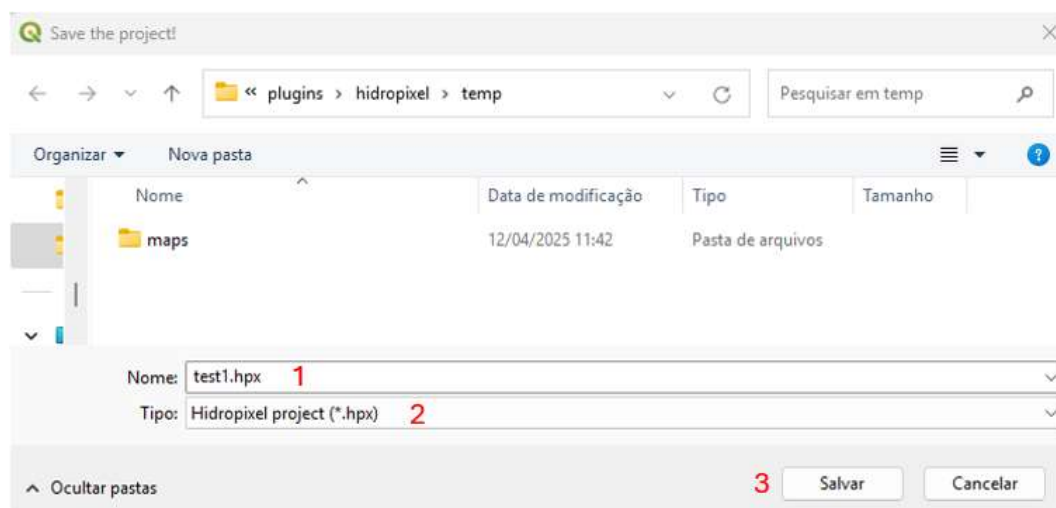 Save the project!
« plugins › hidropixel › temp
Pesquisar em temp
Organizar Nova pasta
Nome Data de modificação Tipo Tamanho
maps 12/04/2025 11:42 Pasta de arquivos
Nome: test1.hpx 1
Tipo: Hidropixel project (*.hpx) 2
Ocultar pastas 3 Salvar Cancelar